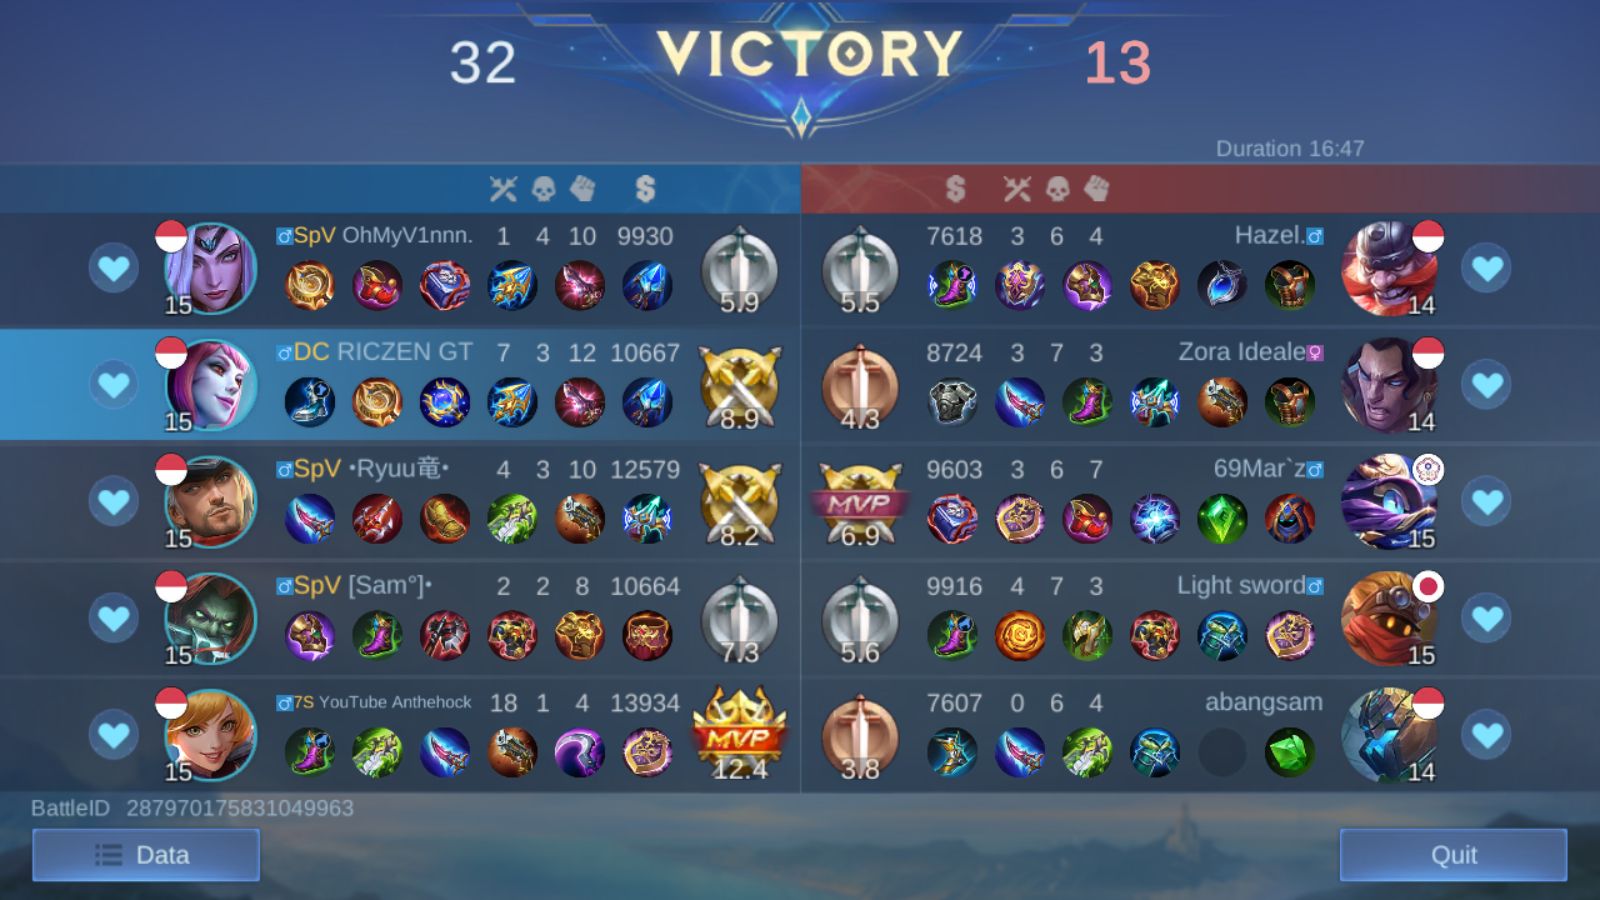 32 VICTORY 13
Duration 16:47
SpV OhMyV1nnn. 1 4 10 9930
15 5.9
7618 3 6 4 Hazel.
5.5 14
DC RICZEN GT 7 3 12 10667
15 8.9
8724 3 7 3 Zora Ideale
4.3 14
SpV •Ryuu竜• 4 3 10 12579
15 8.2
9603 3 6 7 69Mar`z
MVP
6.9 15
SpV [Sam°]• 2 2 8 10664
15 7.3
9916 4 7 3 Light sword
5.6 15
7S YouTube Anthehock 18 1 4 13934
MVP
15 12.4
7607 0 6 4 abangsam
3.8 14
BattleID 287970175831049963
Data
Quit